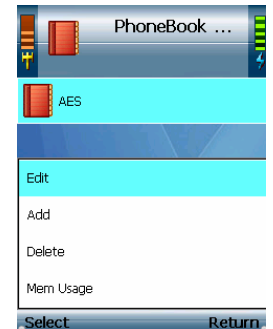 PhoneBook ...
AES
Edit
Add
Delete
Mem Usage
Select Return